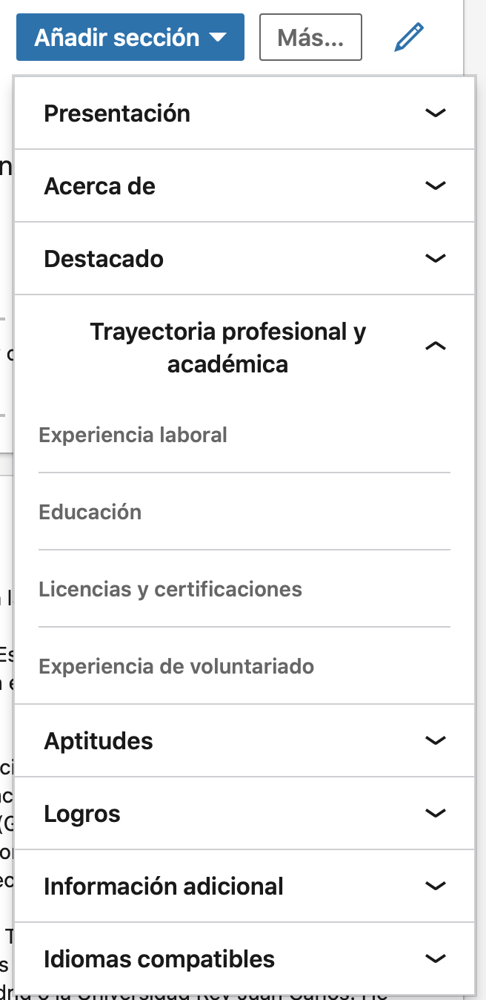 Añadir sección
Más...
Presentación
Acerca de
Destacado
Trayectoria profesional y
académica
Experiencia laboral
Educación
Licencias y certificaciones
Experiencia de voluntariado
Aptitudes
Logros
Información adicional
Idiomas compatibles